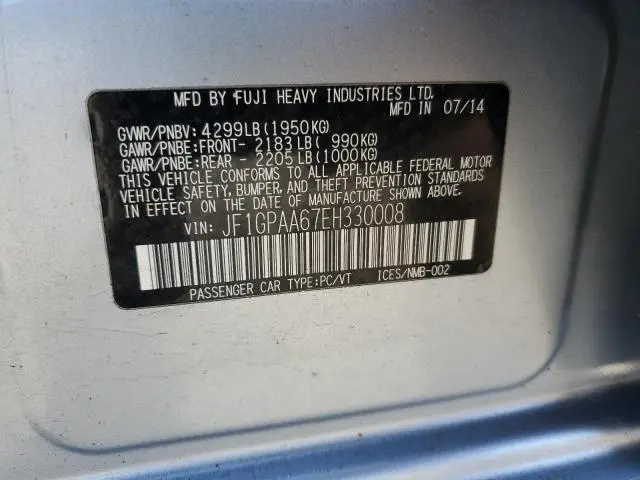 MFD BY FUJI HEAVY INDUSTRIES LTD.
MFD IN 07/14
GVWR/PNBV: 4299LB(1950KG)
GAWR/PNBE:FRONT- 2183LB( 990KG)
GAWR/PNBE:REAR - 2205LB(1000KG)
THIS VEHICLE CONFORMS TO ALL APPLICABLE FEDERAL MOTOR
VEHICLE SAFETY, BUMPER, AND THEFT PREVENTION STANDARDS
IN EFFECT ON THE DATE OF MANUFACTURE SHOWN ABOVE.
VIN: JF1GPAA67EH330008
PASSENGER CAR TYPE:PC/VT ICES/NMB-002